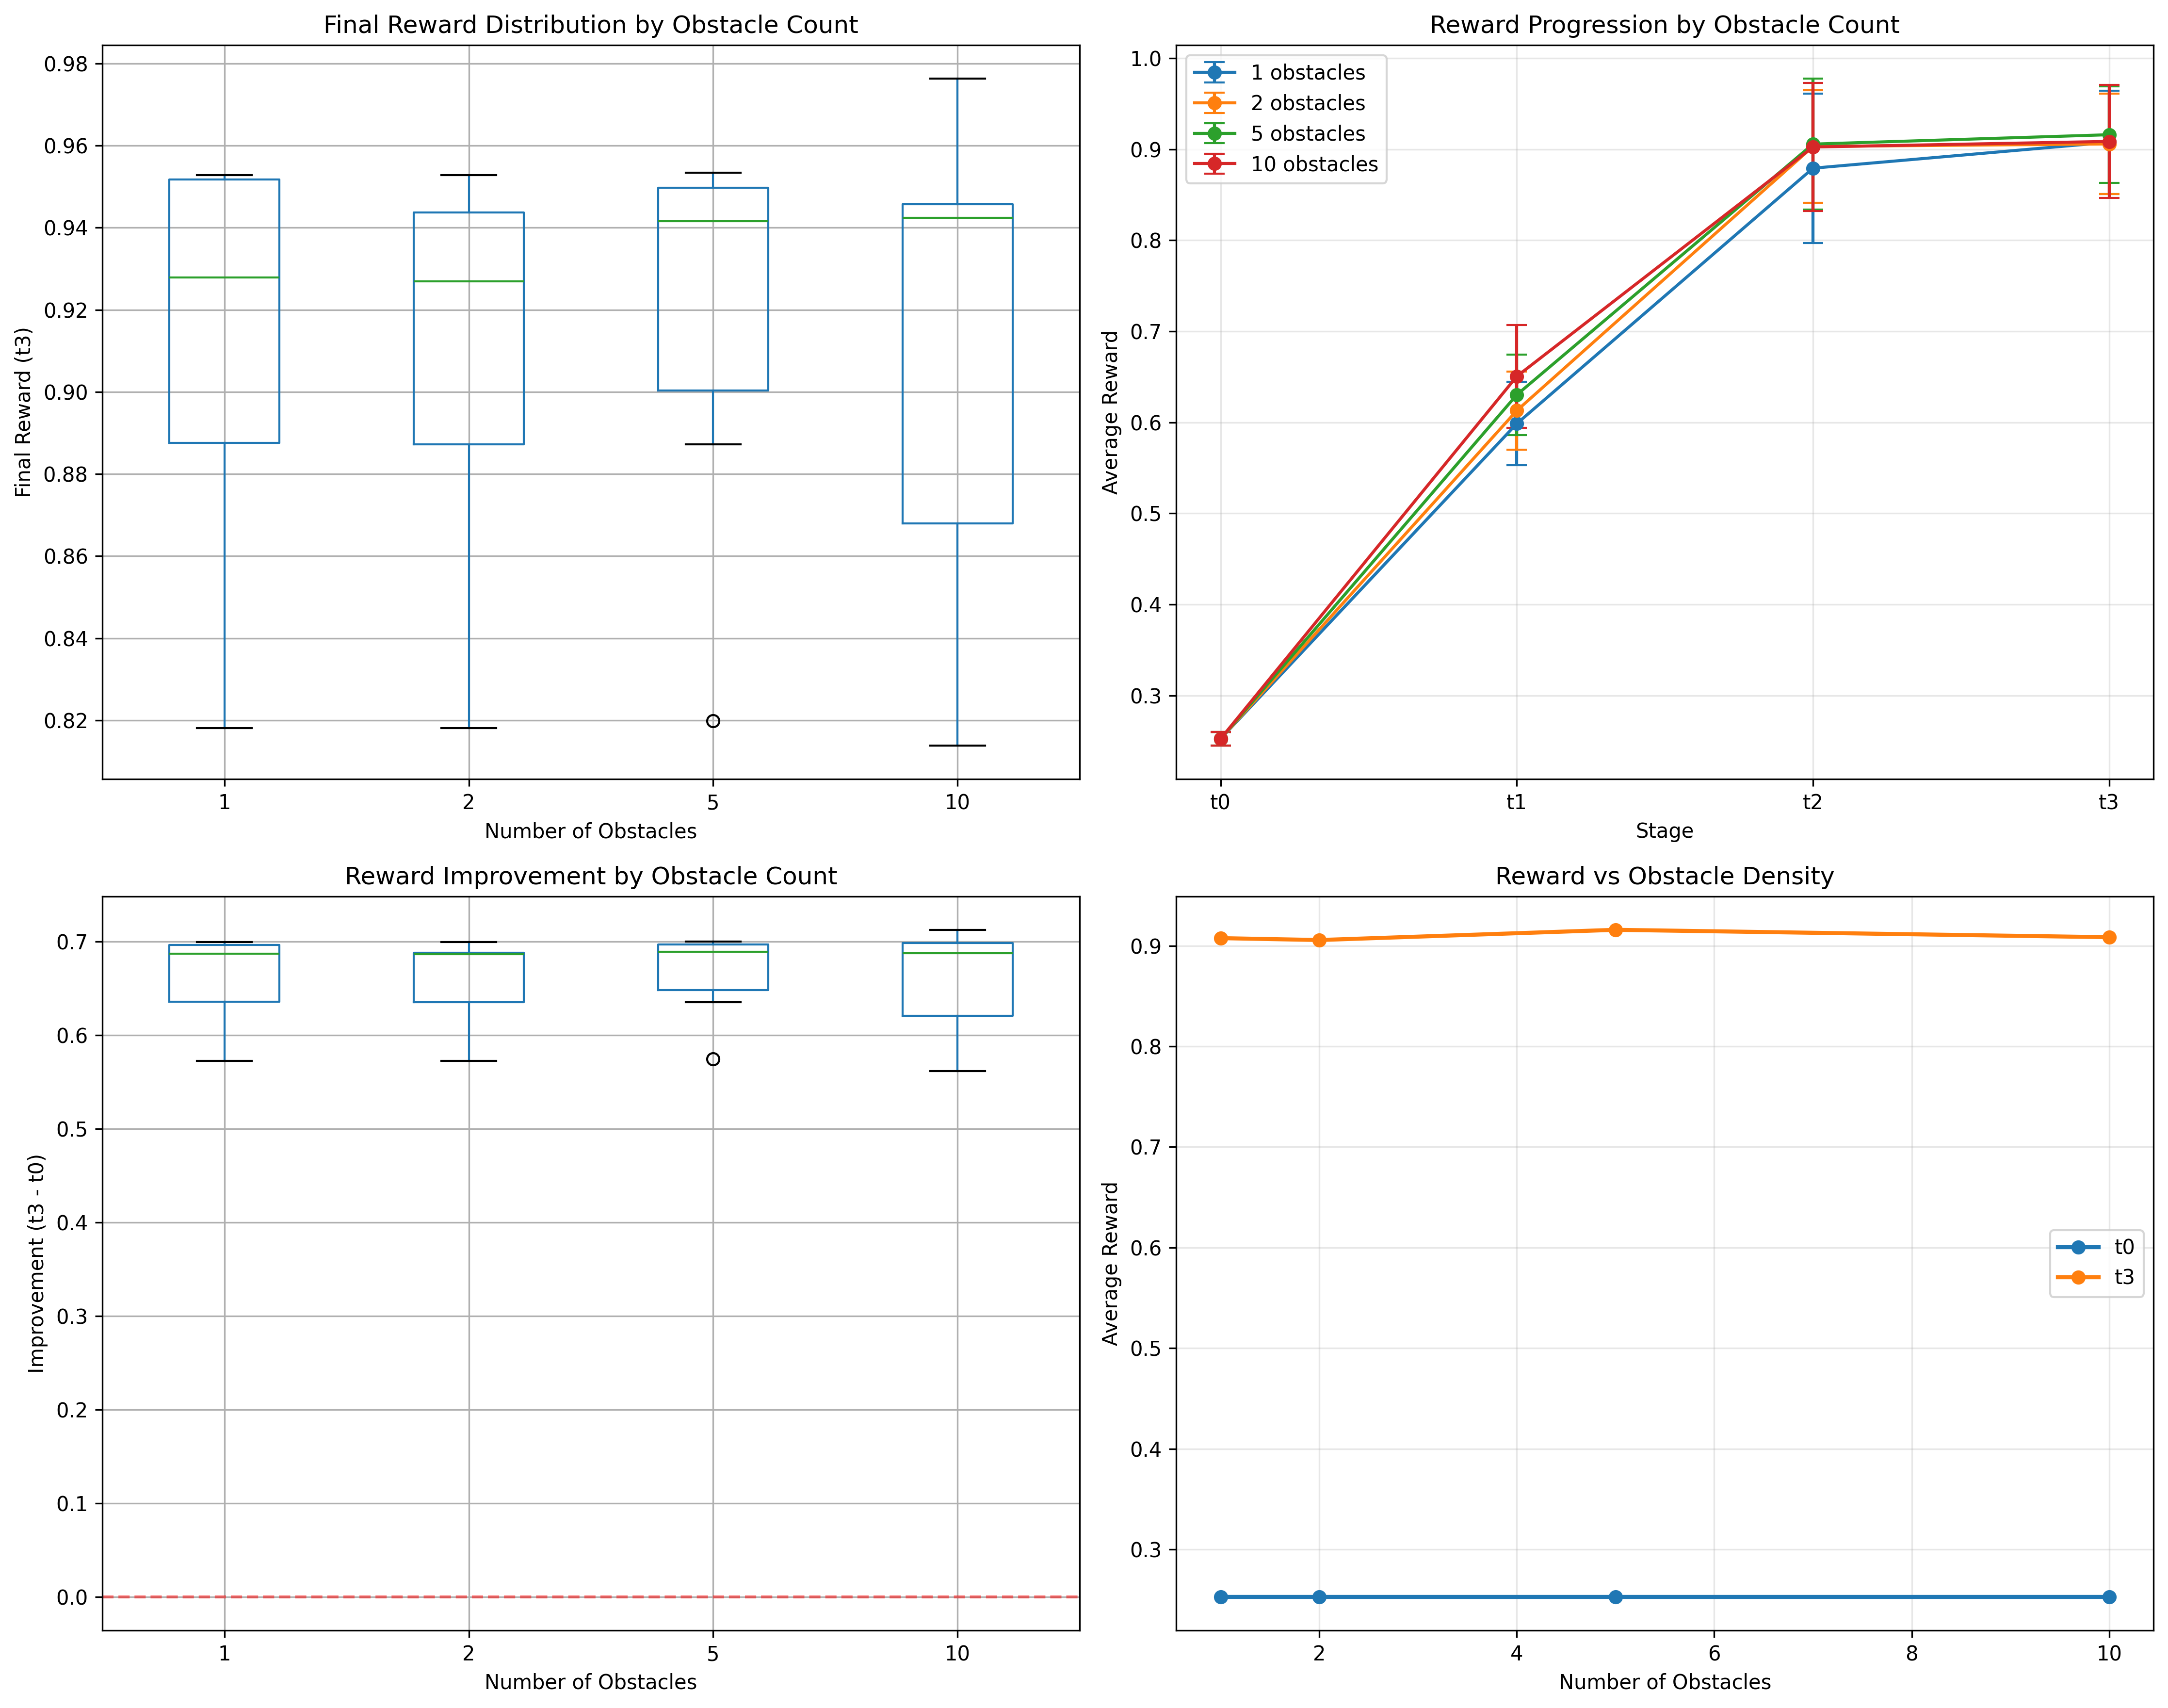 Final Reward Distribution by Obstacle Count
0.98
0.96
0.94
0.92
0.90
0.88
0.86
0.84
0.82
Final Reward (t3)
1 2 5 10
Number of Obstacles
Reward Progression by Obstacle Count
1 obstacles
2 obstacles
5 obstacles
10 obstacles
1.0
0.9
0.8
0.7
0.6
0.5
0.4
0.3
Average Reward
t0 t1 t2 t3
Stage
Reward Improvement by Obstacle Count
0.7
0.6
0.5
0.4
0.3
0.2
0.1
0.0
Improvement (t3 - t0)
1 2 5 10
Number of Obstacles
Reward vs Obstacle Density
0.9
0.8
0.7
0.6
0.5
0.4
0.3
Average Reward
t0
t3
2 4 6 8 10
Number of Obstacles